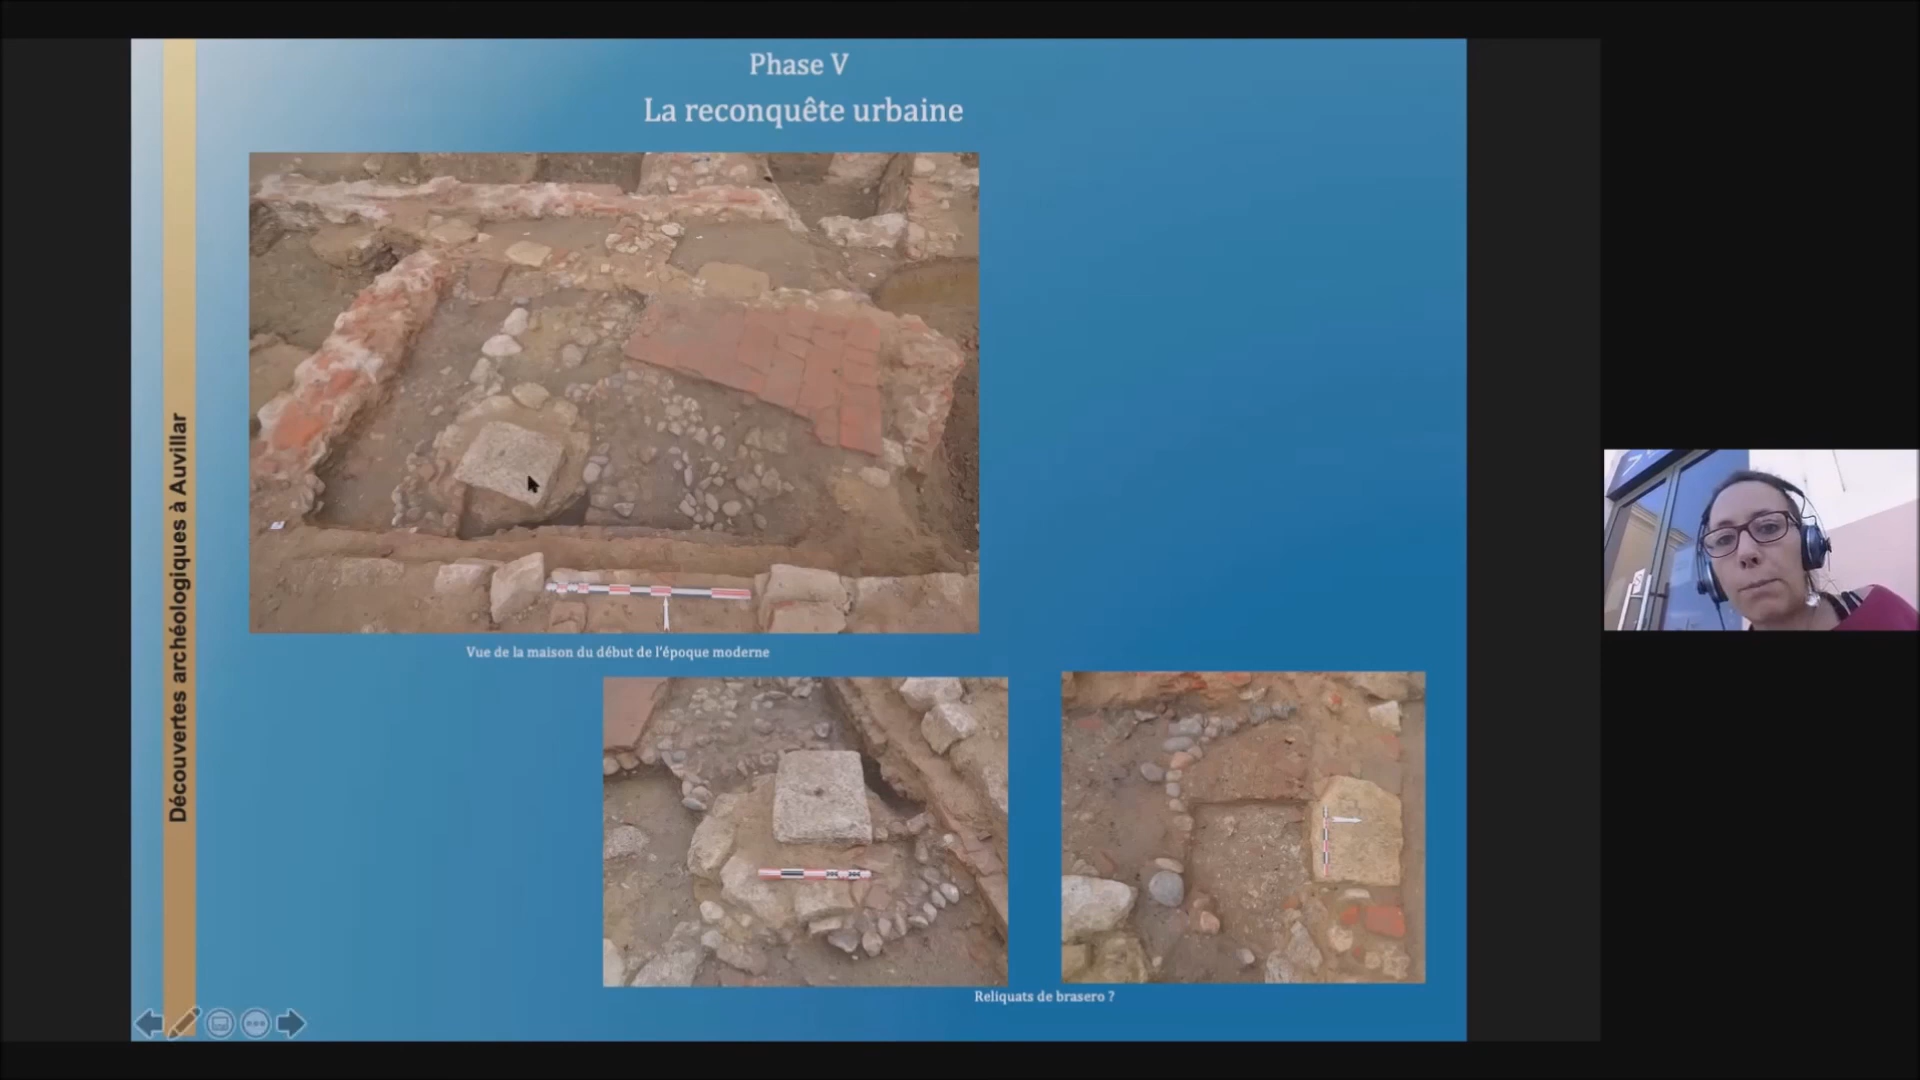 Phase V
La reconquête urbaine
Découvertes archéologiques à Auvillar
Vue de la maison du début de l'époque moderne
Reliquats de brasero ?